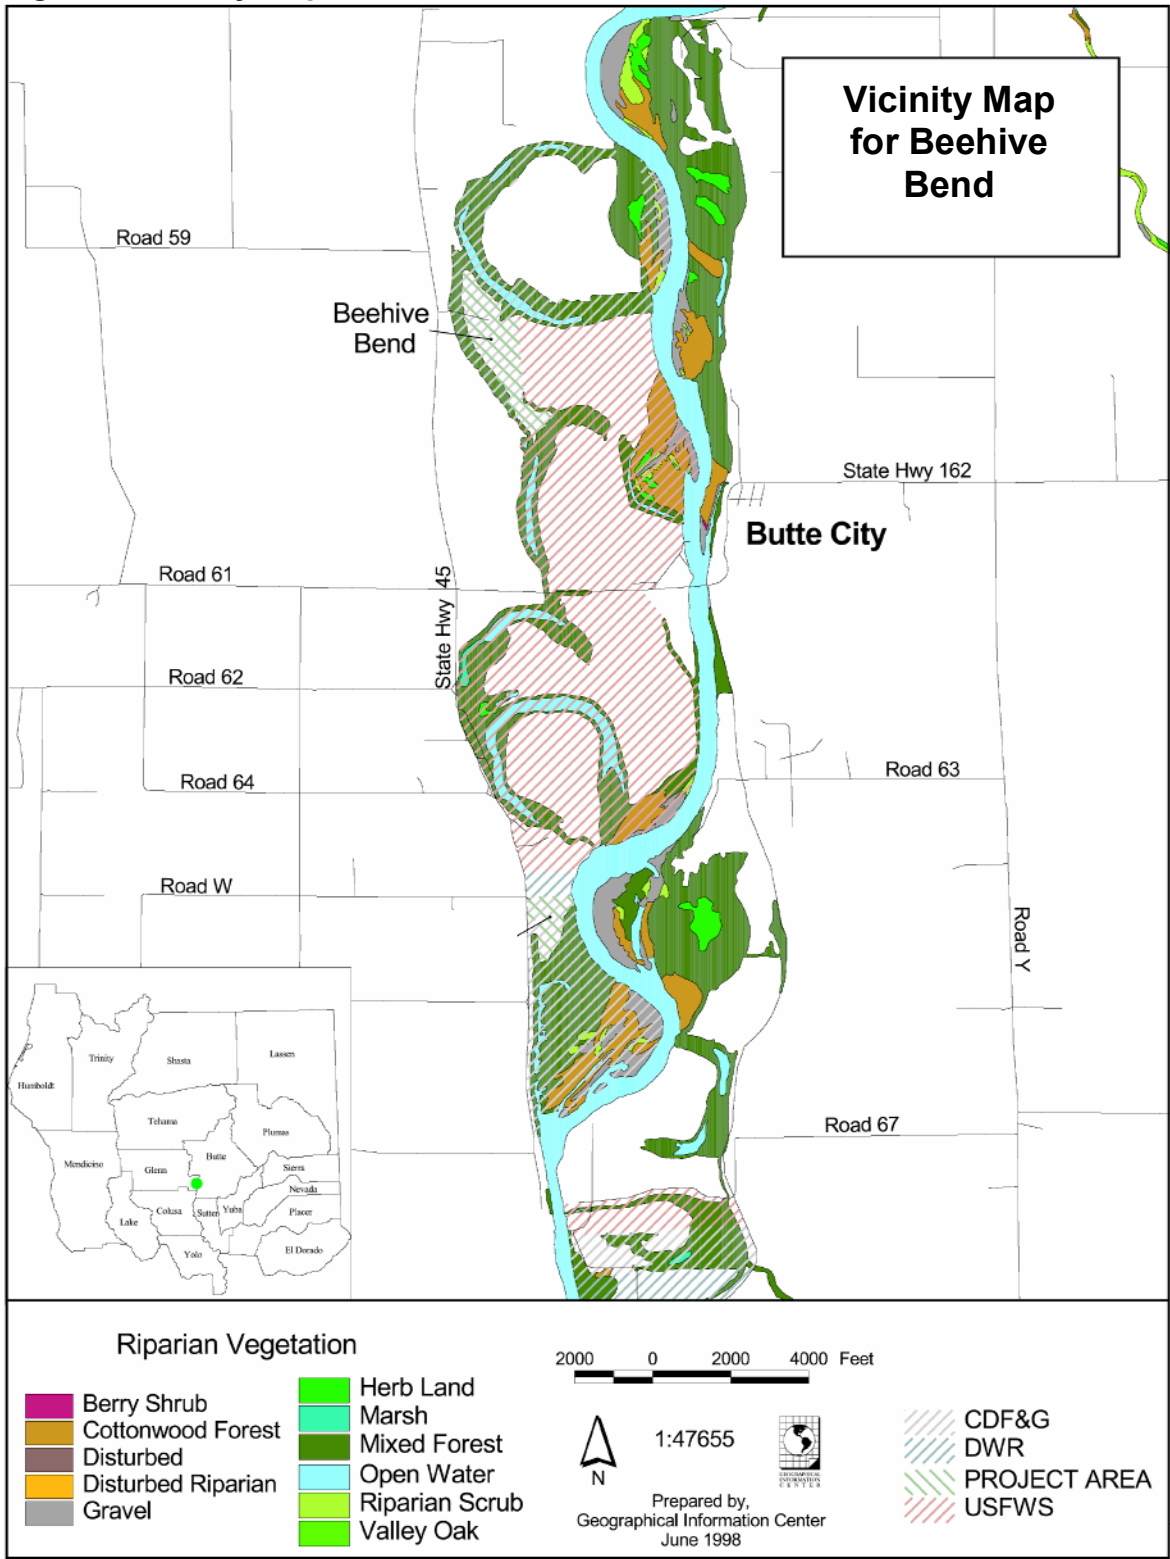 Vicinity Map
for Beehive
Bend
Road 59
Beehive
Bend
State Hwy 162
Butte City
Road 61
State Hwy 45
Road 62
Road 63
Road 64
Road W
Road Y
Road 67
Humboldt
Trinity
Shasta
Lassen
Tehama
Plumas
Mendicino
Glenn
Butte
Sierra
Nevada
Placer
Colusa
Sutter
Yuba
Lake
Yolo
El Dorado
Riparian Vegetation
Berry Shrub
Cottonwood Forest
Disturbed
Disturbed Riparian
Gravel
Herb Land
Marsh
Mixed Forest
Open Water
Riparian Scrub
Valley Oak
2000 0 2000 4000 Feet
N
1:47655
GEOGRAPHICAL
INFORMATION
CENTER
Prepared by,
Geographical Information Center
June 1998
CDF&G
DWR
PROJECT AREA
USFWS